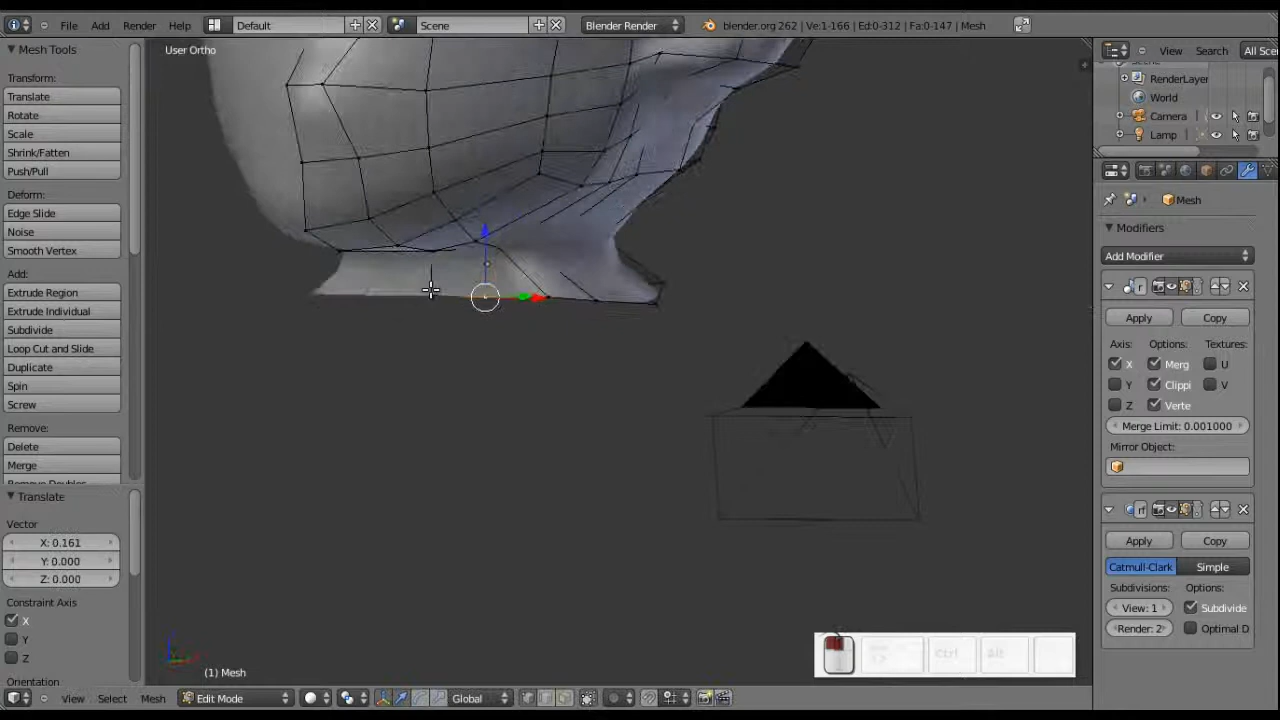 File Add Render Help Default Scene Blender Render blender.org 262 | Ve:1-166 | Ed:0-312 | Fa:0-147 | Mesh
Mesh Tools
Transform:
Translate
Rotate
Scale
Shrink/Fatten
Push/Pull
Deform:
Edge Slide
Noise
Smooth Vertex
Add:
Extrude Region
Extrude Individual
Subdivide
Loop Cut and Slide
Duplicate
Spin
Screw
Remove:
Delete
Merge
Remove Doubles
Translate
Vector
X: 0.161
Y: 0.000
Z: 0.000
Constraint Axis
X
Y
Z
Orientation
User Ortho
(1) Mesh
Ctrl Alt
View Select Mesh Edit Mode Global
View Search All Sce
RenderLayer
World
Camera
Lamp
Mesh
Modifiers
Add Modifier
Apply Copy
Axis: Options: Textures:
X Merg U
Y Clippi V
Z Verte
Merge Limit: 0.001000
Mirror Object:
Apply Copy
Catmull-Clark Simple
Subdivisions: Options:
View: 1 Subdivide
Render: 2 Optimal D